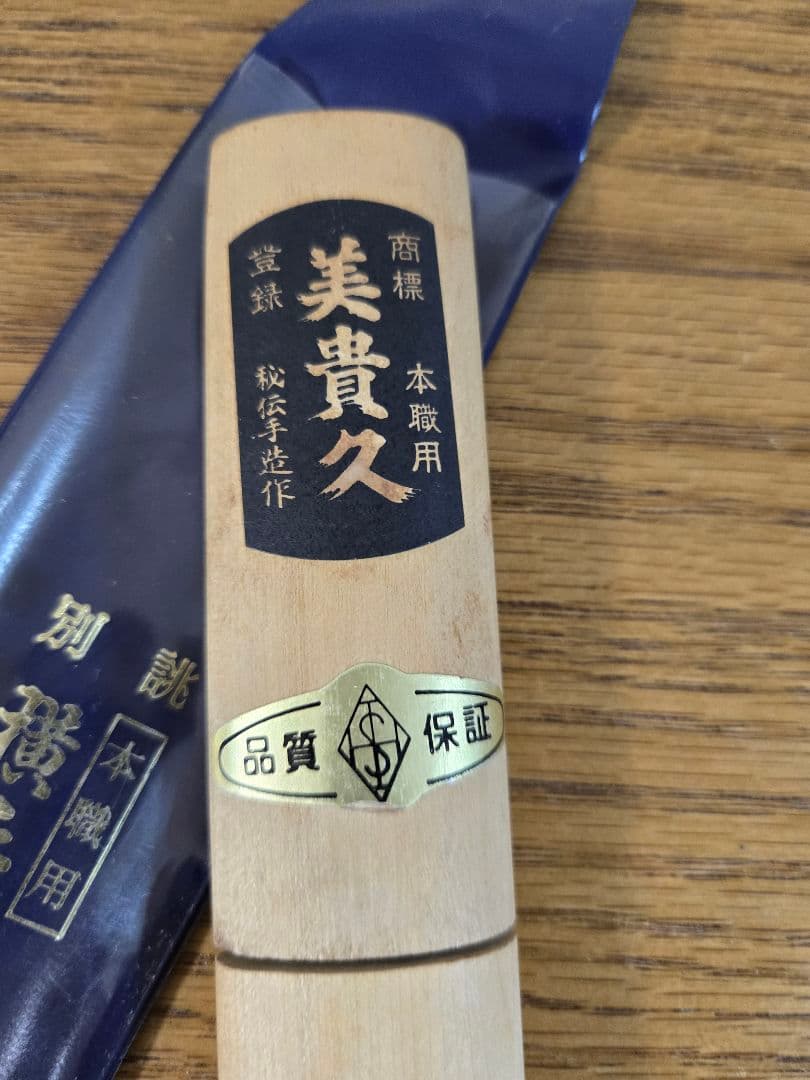 商標 本職用
美貴久
登録 秘伝手造作
品質 保証
別誂
本職用